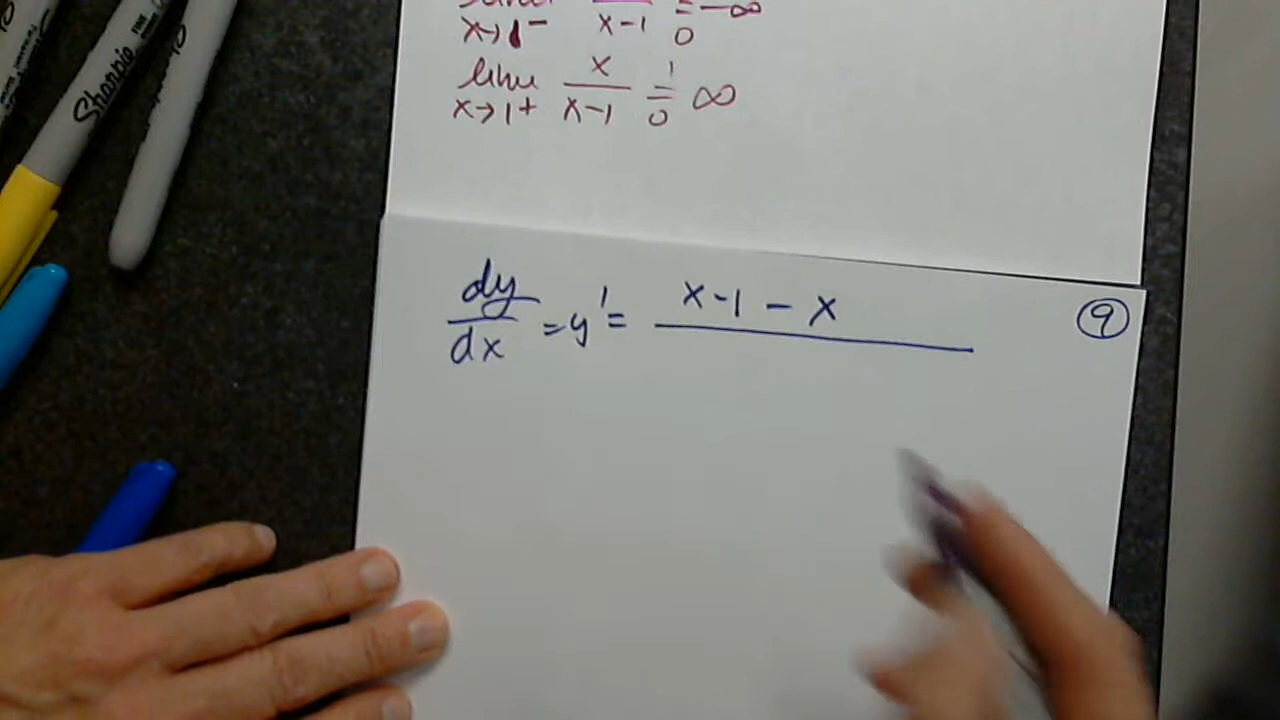 x→1⁻ x-1 = -∞
0
lim x 1
x→1+ x-1 = 0 ∞
dy/dx = y' = x-1 - x
9
Sharpie